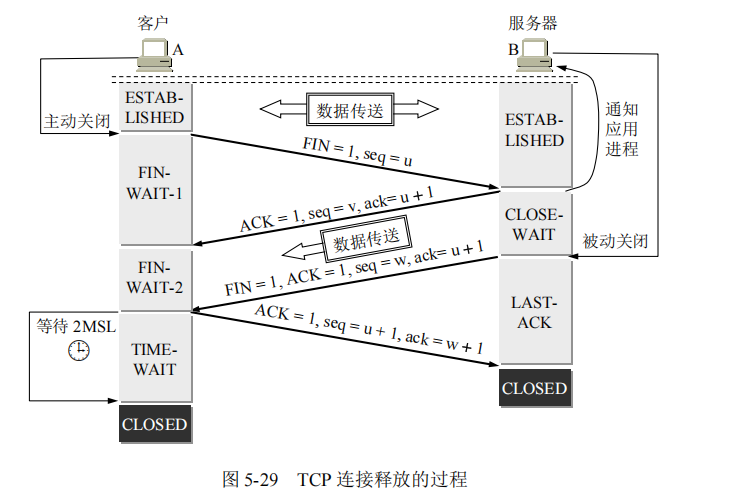 客户
服务器
A
B
ESTAB-
LISHED
数据传送
主动关闭
ESTAB-
LISHED
通知
应用
进程
FIN = 1, seq = u
FIN-
WAIT-1
ACK = 1, seq = v, ack= u + 1
CLOSE-
WAIT
数据传送
被动关闭
FIN = 1, ACK = 1, seq = w, ack= u + 1
FIN-
WAIT-2
LAST-
ACK
ACK = 1, seq = u + 1, ack = w + 1
等待 2MSL
TIME-
WAIT
CLOSED
CLOSED
图 5-29 TCP 连接释放的过程